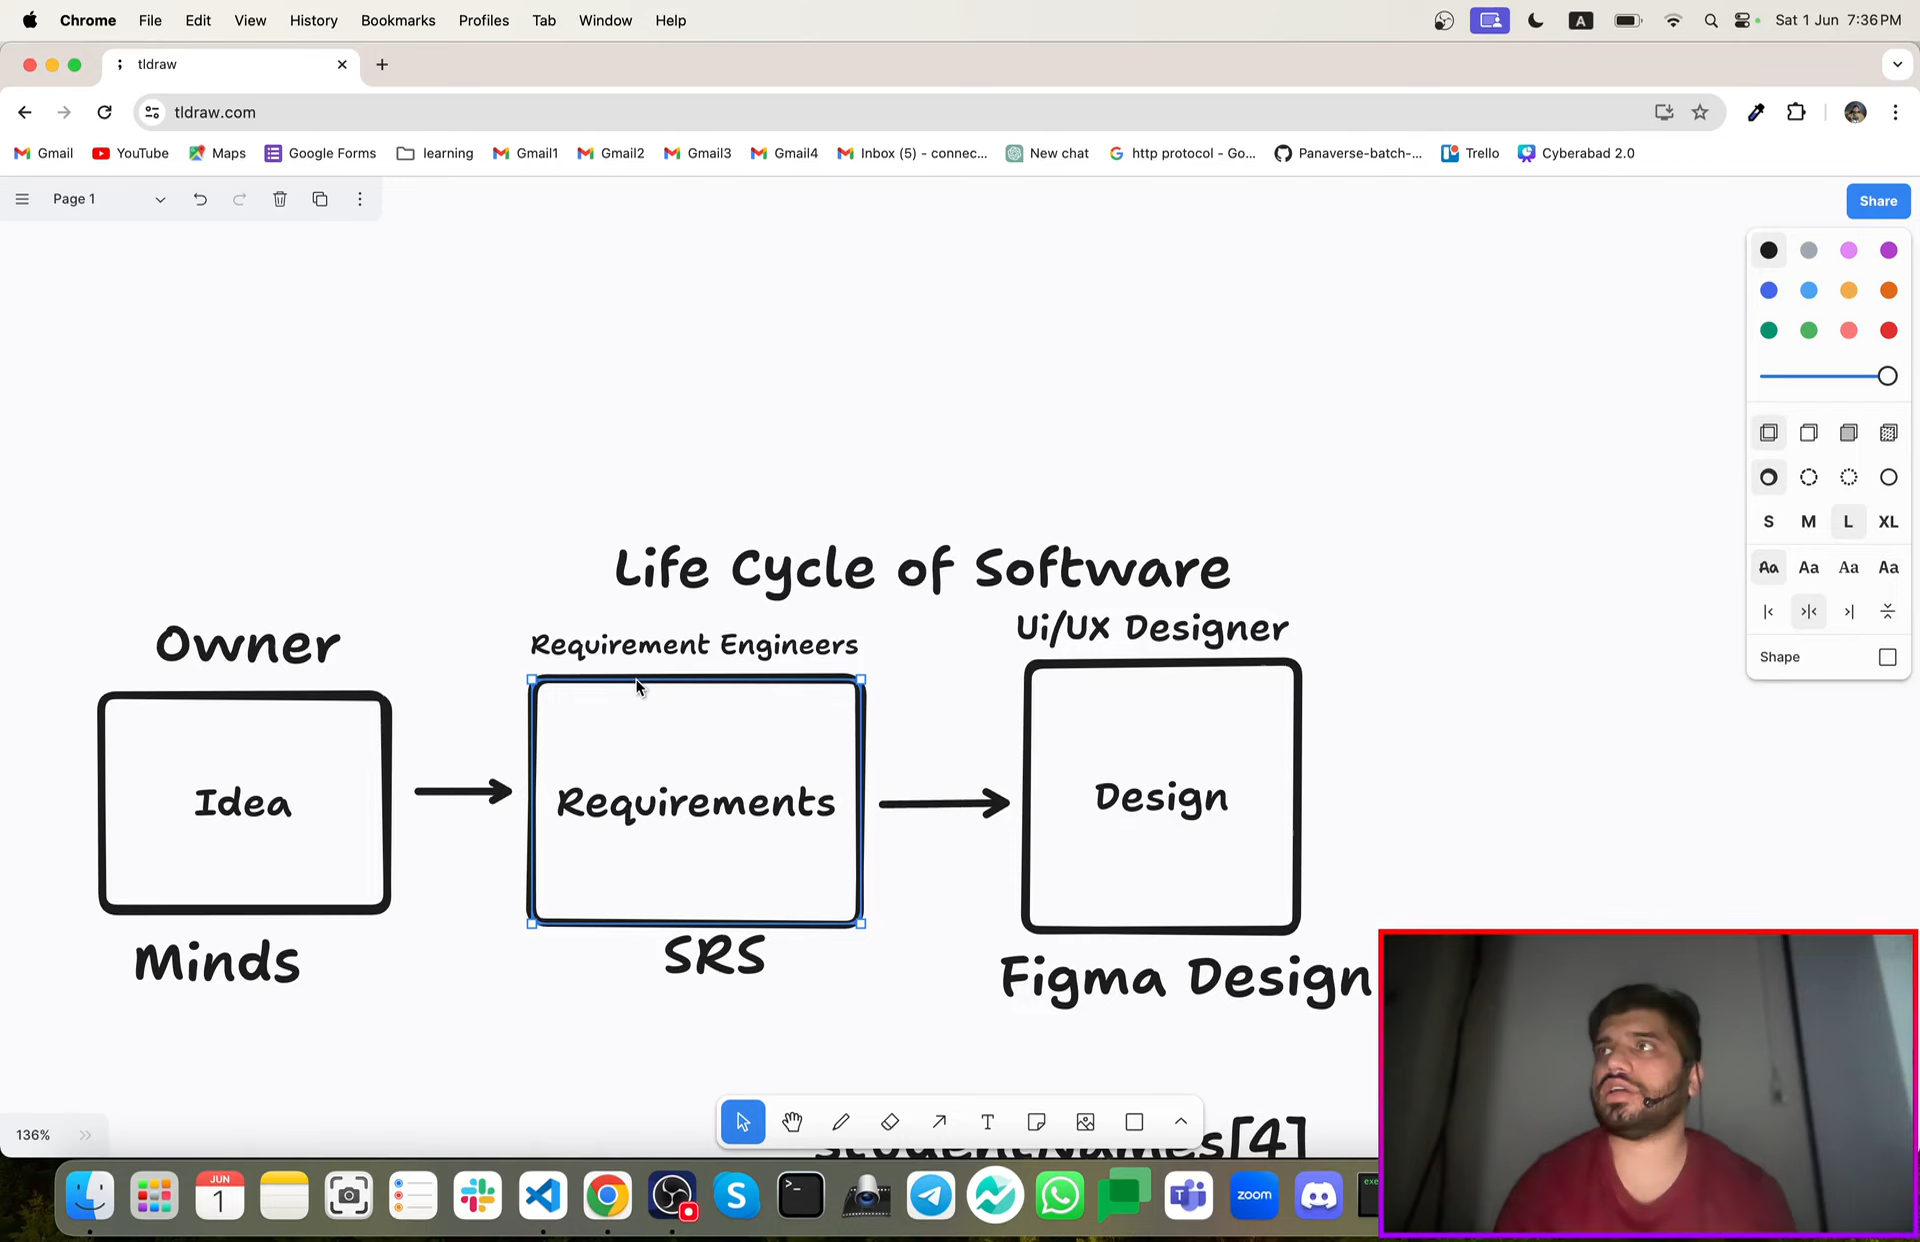 Chrome File Edit View History Bookmarks Profiles Tab Window Help A Sat 1 Jun 7:36 PM
tldraw
tldraw.com
Gmail YouTube Maps Google Forms learning Gmail1 Gmail2 Gmail3 Gmail4 Inbox (5) - connec... New chat http protocol - Go... Panaverse-batch-... Trello Cyberabad 2.0
Page 1 Share
S M L XL
Aa Aa Aa Aa
Shape
Life Cycle of Software
Owner Requirement Engineers Ui/UX Designer
Idea Requirements Design
Minds SRS Figma Design
studentNames[4]
136%
JUN
1
S
zoom
exe